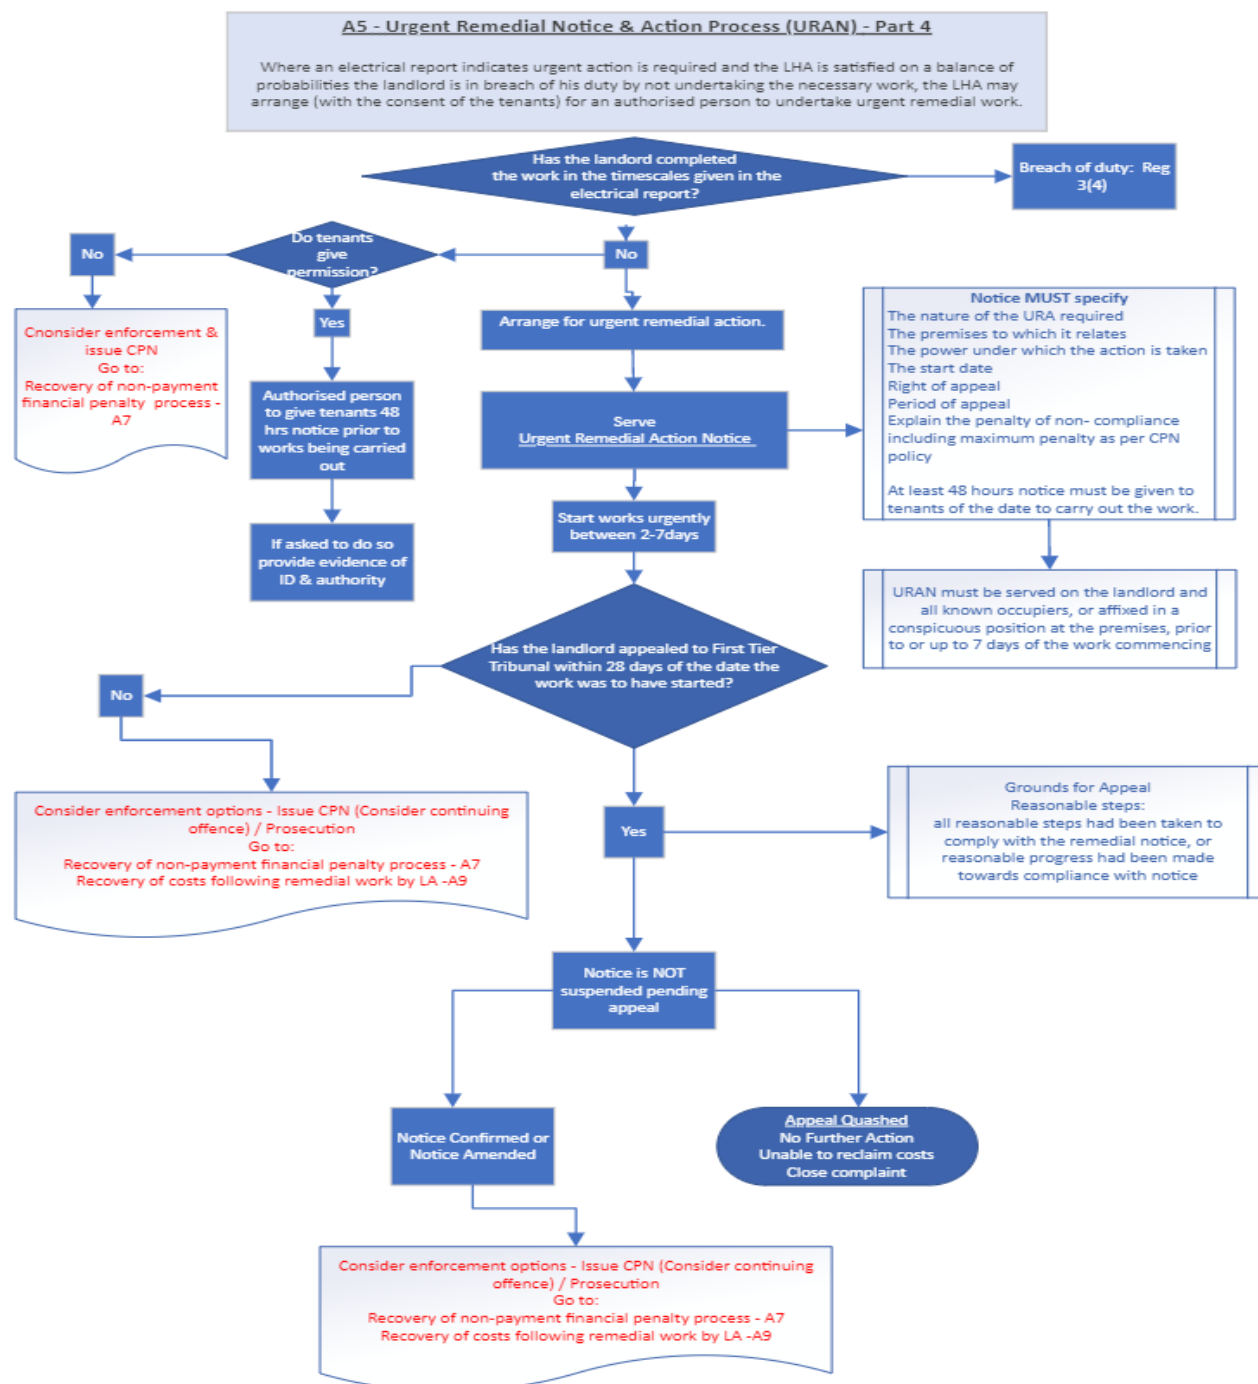 A5 - Urgent Remedial Notice & Action Process (URAN) - Part 4
Where an electrical report indicates urgent action is required and the LHA is satisfied on a balance of
probabilities the landlord is in breach of his duty by not undertaking the necessary work, the LHA may
arrange (with the consent of the tenants) for an authorised person to undertake urgent remedial work.
Has the landord completed
the work in the timescales given in the
electrical report?
Breach of duty: Reg
3(4)
No
Do tenants
give
permission?
No
Yes
Cnonsider enforcement &
issue CPN
Go to:
Recovery of non-payment
financial penalty process -
A7
Authorised person
to give tenants 48
hrs notice prior to
works being carried
out
If asked to do so
provide evidence of
ID & authority
Arrange for urgent remedial action.
Serve
Urgent Remedial Action Notice
Notice MUST specify
The nature of the URA required
The premises to which it relates
The power under which the action is taken
The start date
Right of appeal
Period of appeal
Explain the penalty of non- compliance
including maximum penalty as per CPN
policy
At least 48 hours notice must be given to
tenants of the date to carry out the work.
Start works urgently
between 2-7days
URAN must be served on the landlord and
all known occupiers, or affixed in a
conspicuous position at the premises, prior
to or up to 7 days of the work commencing
Has the landlord appealed to First Tier
Tribunal within 28 days of the date the
work was to have started?
No
Consider enforcement options - Issue CPN (Consider continuing
offence) / Prosecution
Go to:
Recovery of non-payment financial penalty process - A7
Recovery of costs following remedial work by LA -A9
Yes
Grounds for Appeal
Reasonable steps:
all reasonable steps had been taken to
comply with the remedial notice, or
reasonable progress had been made
towards compliance with notice
Notice is NOT
suspended pending
appeal
Notice Confirmed or
Notice Amended
Appeal Quashed
No Further Action
Unable to reclaim costs
Close complaint
Consider enforcement options - Issue CPN (Consider continuing
offence) / Prosecution
Go to:
Recovery of non-payment financial penalty process - A7
Recovery of costs following remedial work by LA -A9